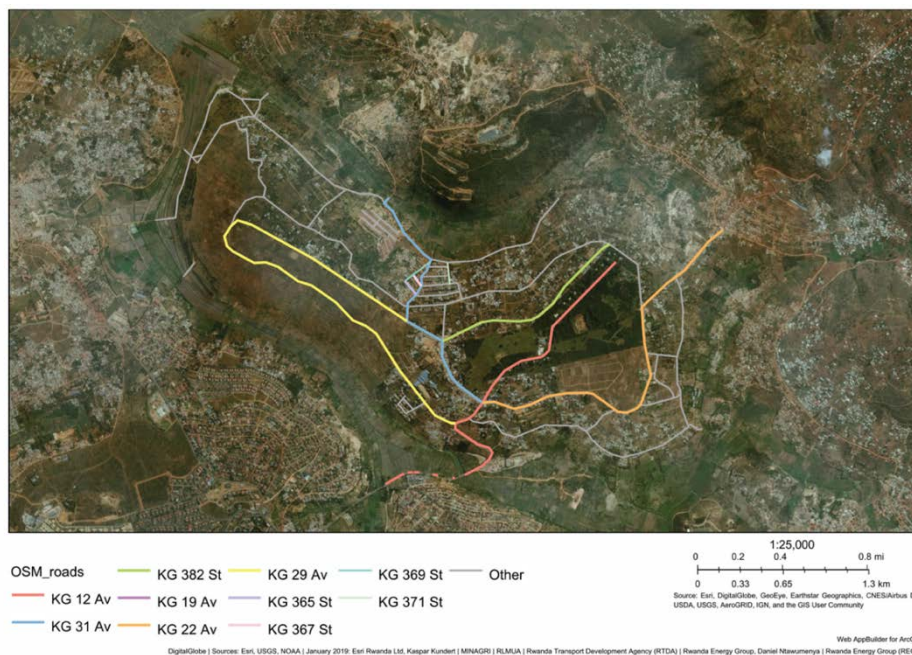 1:25,000
0 0.2 0.4 0.8 mi
0 0.33 0.65 1.3 km
OSM_roads
KG 382 St KG 29 Av KG 369 St Other
KG 12 Av KG 19 Av KG 365 St KG 371 St
KG 31 Av KG 22 Av KG 367 St
Source: Esri, DigitalGlobe, GeoEye, Earthstar Geographics, CNES/Airbus D
USDA, USGS, AeroGRID, IGN, and the GIS User Community
Web AppBuilder for ArcG
DigitalGlobe | Sources: Esri, USGS, NOAA | January 2019: Esri Rwanda Ltd, Kaspar Kundert | MINAGRI | RLMUA | Rwanda Transport Development Agency (RTDA) | Rwanda Energy Group, Daniel Ntawumenya | Rwanda Energy Group (REG